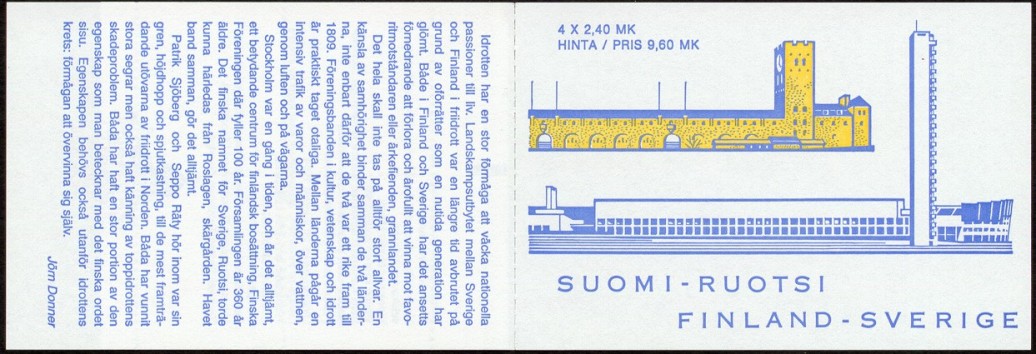 Idrotten har en stor förmåga att väcka nationella
passioner till liv. Landskampsutbytet mellan Sverige
och Finland i friidrott var en längre tid avbrutet på
grund av oförrätter som en nutida generation har
glömt. Både i Finland och Sverige har det ansetts
förnedrande att förlora och ärofullt att vinna mot favo-
ritmotståndaren eller ärkefienden, grannlandet.
Det hela skall inte tas på alltför stort allvar. En
känsla av samhörighet binder samman de två länder-
na, inte enbart därför att de två var ett rike fram till
1809. Föreningsbanden i kultur, vetenskap och idrott
är praktiskt taget otaliga. Mellan länderna pågår en
intensiv trafik av varor och människor, över vattnen,
genom luften och på vägarna.
Stockholm var en gång i tiden, och är det alltjämt,
ett betydande centrum för finländsk bosättning, Finska
Föreningen där fyller 100 år. Församlingen är 360 år
äldre. Det finska namnet för Sverige, Ruotsi, torde
kunna härledas från Roslagen, skärgården. Havet
band samman, gör det alltjämt.
Patrik Sjöberg och Seppo Räty hör inom var sin
gren, höjdhopp och spjutkastning, till de mest framträ-
dande utövarna av friidrott i Norden. Båda har vunnit
stora segrar men också haft känning av toppidrottens
skadeproblem. Båda har haft en stor portion av den
egenskap som man betecknar med det finska ordet
sisu. Egenskapen behövs också utanför idrottens
krets: förmågan att övervinna sig själv.
Jörn Donner
4 X 2,40 MK
HINTA / PRIS 9,60 MK
SUOMI-RUOTSI
FINLAND-SVERIGE